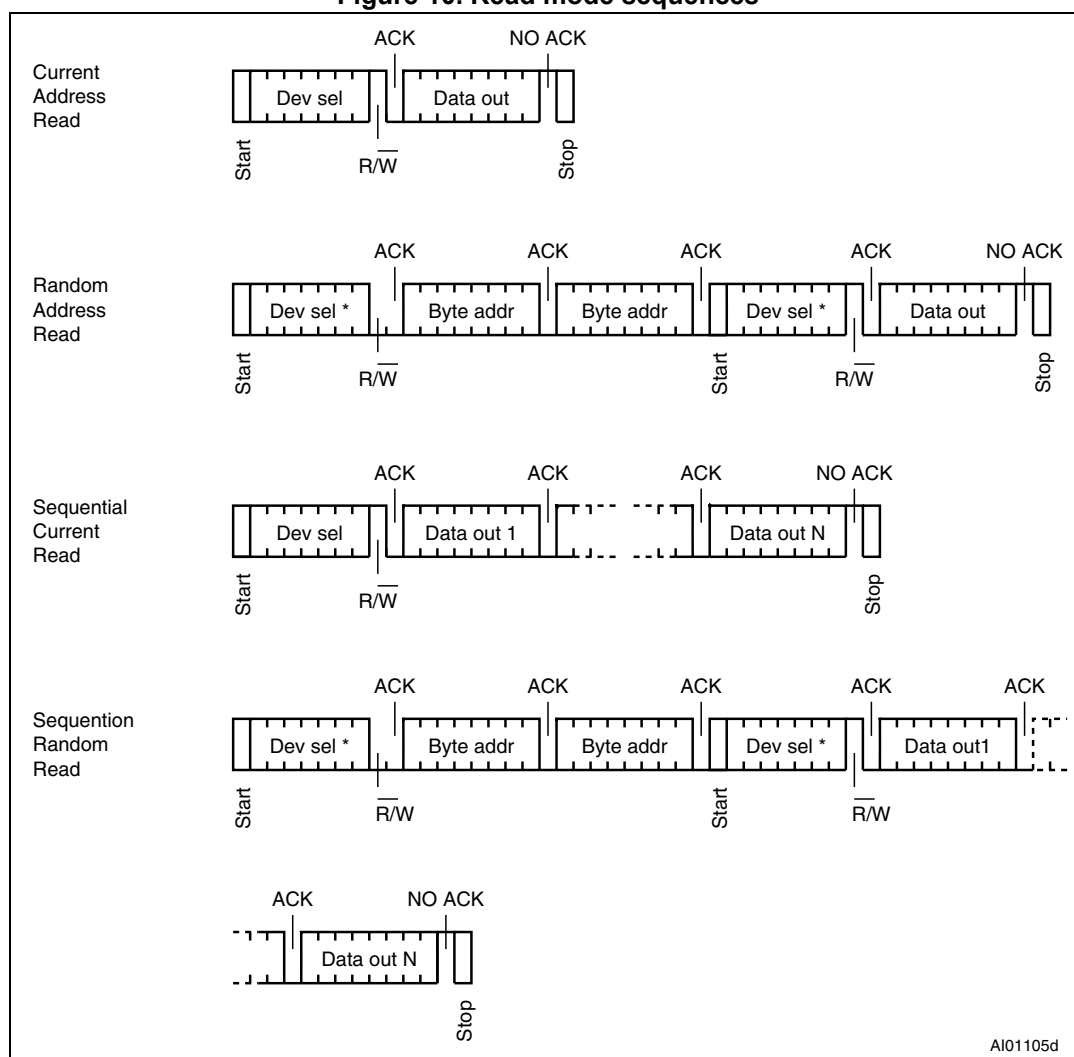 Figure 10. Read mode sequences
ACK NO ACK
Current
Address
Read
Dev sel Data out
Start R/W̅ Stop
ACK ACK ACK ACK NO ACK
Random
Address
Read
Dev sel * Byte addr Byte addr Dev sel * Data out
Start R/W̅ Start R/W̅ Stop
ACK ACK ACK NO ACK
Sequential
Current
Read
Dev sel Data out 1 Data out N
Start R/W̅ Stop
ACK ACK ACK ACK ACK
Sequention
Random
Read
Dev sel * Byte addr Byte addr Dev sel * Data out1
Start R̅/W Start R̅/W
ACK NO ACK
Data out N
Stop
AI01105d